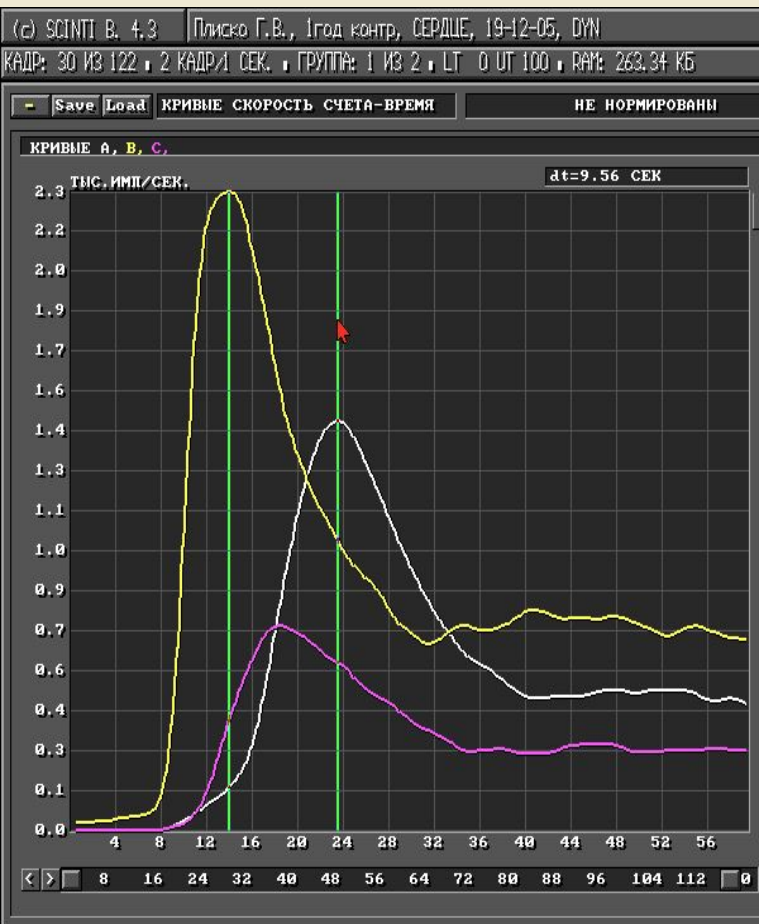 (c) SCINTI B. 4.3 Плиско Г.В., 1год контр, СЕРДЦЕ, 19-12-05, DYN
КАДР: 30 ИЗ 122 ▪ 2 КАДР/1 СЕК. ▪ ГРУППА: 1 ИЗ 2 ▪ LT 0 UT 100 ▪ RAM: 263.34 КБ
- Save Load КРИВЫЕ СКОРОСТЬ СЧЕТА-ВРЕМЯ НЕ НОРМИРОВАНЫ
КРИВЫЕ A, B, C,
ТЫС.ИМП/СЕК. dt=9.56 СЕК
2.3
2.2
2.0
1.9
1.7
1.6
1.4
1.3
1.1
1.0
0.9
0.7
0.6
0.4
0.3
0.1
0.0
4 8 12 16 20 24 28 32 36 40 44 48 52 56
< > 8 16 24 32 40 48 56 64 72 80 88 96 104 112 0